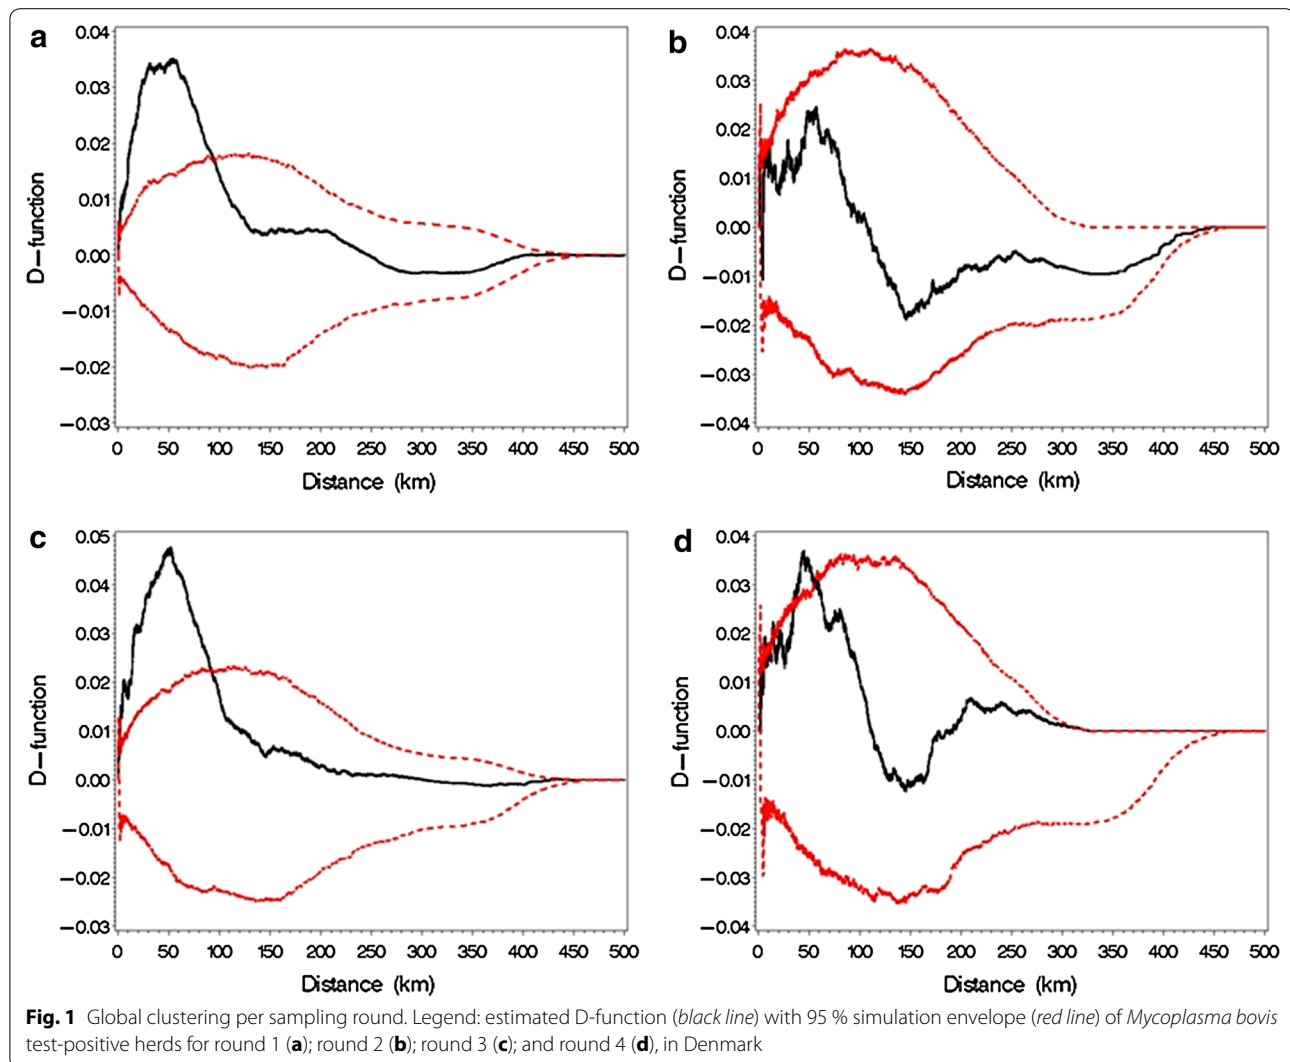 a
0.04
0.03
0.02
0.01
0.00
−0.01
−0.02
−0.03
D−function
0 50 100 150 200 250 300 350 400 450 500
Distance (km)
b
0.04
0.03
0.02
0.01
0.00
−0.01
−0.02
−0.03
−0.04
D−function
0 50 100 150 200 250 300 350 400 450 500
Distance (km)
c
0.05
0.04
0.03
0.02
0.01
0.00
−0.01
−0.02
−0.03
D−function
0 50 100 150 200 250 300 350 400 450 500
Distance (km)
d
0.04
0.03
0.02
0.01
0.00
−0.01
−0.02
−0.03
−0.04
D−function
0 50 100 150 200 250 300 350 400 450 500
Distance (km)
Fig. 1 Global clustering per sampling round. Legend: estimated D-function (black line) with 95 % simulation envelope (red line) of Mycoplasma bovis
test-positive herds for round 1 (a); round 2 (b); round 3 (c); and round 4 (d), in Denmark